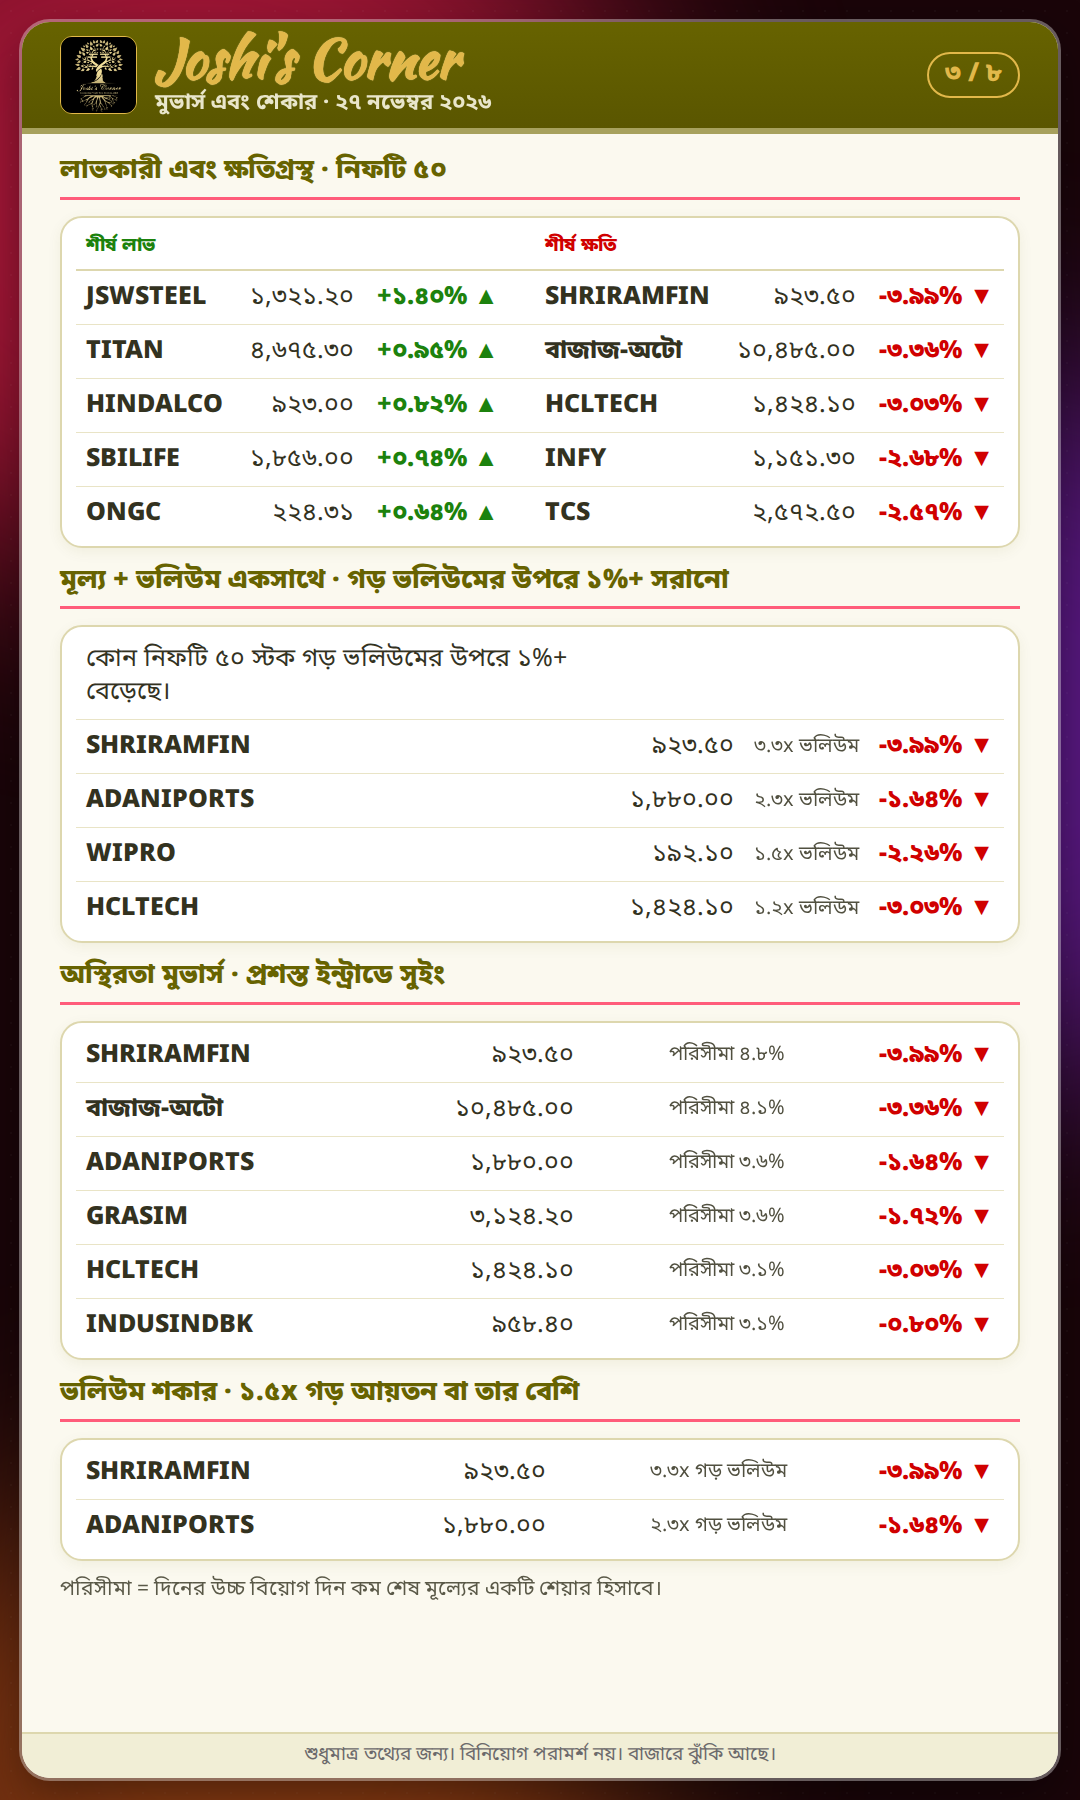 Joshi's Corner
মুভার্স এবং শেকার · ২৭ নভেম্বর ২০২৬
৩ / ৮
লাভকারী এবং ক্ষতিগ্রস্থ · নিফটি ৫০
শীর্ষ লাভ শীর্ষ ক্ষতি
JSWSTEEL ১,৩২১.২০ +১.৪০% ▲ SHRIRAMFIN ৯২৩.৫০ -৩.৯৯% ▼
TITAN ৪,৬৭৫.৩০ +০.৯৫% ▲ বাজাজ-অটো ১০,৪৮৫.০০ -৩.৩৬% ▼
HINDALCO ৯২৩.০০ +০.৮২% ▲ HCLTECH ১,৪২৪.১০ -৩.০৩% ▼
SBILIFE ১,৮৫৬.০০ +০.৭৪% ▲ INFY ১,১৫১.৩০ -২.৬৮% ▼
ONGC ২২৪.৩১ +০.৬৪% ▲ TCS ২,৫৭২.৫০ -২.৫৭% ▼
মূল্য + ভলিউম একসাথে · গড় ভলিউমের উপরে ১%+ সরানো
কোন নিফটি ৫০ স্টক গড় ভলিউমের উপরে ১%+
বেড়েছে।
SHRIRAMFIN ৯২৩.৫০ ৩.৩x ভলিউম -৩.৯৯% ▼
ADANIPORTS ১,৮৮০.০০ ২.৩x ভলিউম -১.৬৪% ▼
WIPRO ১৯২.১০ ১.৫x ভলিউম -২.২৬% ▼
HCLTECH ১,৪২৪.১০ ১.২x ভলিউম -৩.০৩% ▼
অস্থিরতা মুভার্স · প্রশস্ত ইন্ট্রাডে সুইং
SHRIRAMFIN ৯২৩.৫০ পরিসীমা ৪.৮% -৩.৯৯% ▼
বাজাজ-অটো ১০,৪৮৫.০০ পরিসীমা ৪.১% -৩.৩৬% ▼
ADANIPORTS ১,৮৮০.০০ পরিসীমা ৩.৬% -১.৬৪% ▼
GRASIM ৩,১২৪.২০ পরিসীমা ৩.৬% -১.৭২% ▼
HCLTECH ১,৪২৪.১০ পরিসীমা ৩.১% -৩.০৩% ▼
INDUSINDBK ৯৫৮.৪০ পরিসীমা ৩.১% -০.৮০% ▼
ভলিউম শকার · ১.৫x গড় আয়তন বা তার বেশি
SHRIRAMFIN ৯২৩.৫০ ৩.৩x গড় ভলিউম -৩.৯৯% ▼
ADANIPORTS ১,৮৮০.০০ ২.৩x গড় ভলিউম -১.৬৪% ▼
পরিসীমা = দিনের উচ্চ বিয়োগ দিন কম শেষ মূল্যের একটি শেয়ার হিসাবে।
শুধুমাত্র তথ্যের জন্য। বিনিয়োগ পরামর্শ নয়। বাজারে ঝুঁকি আছে।